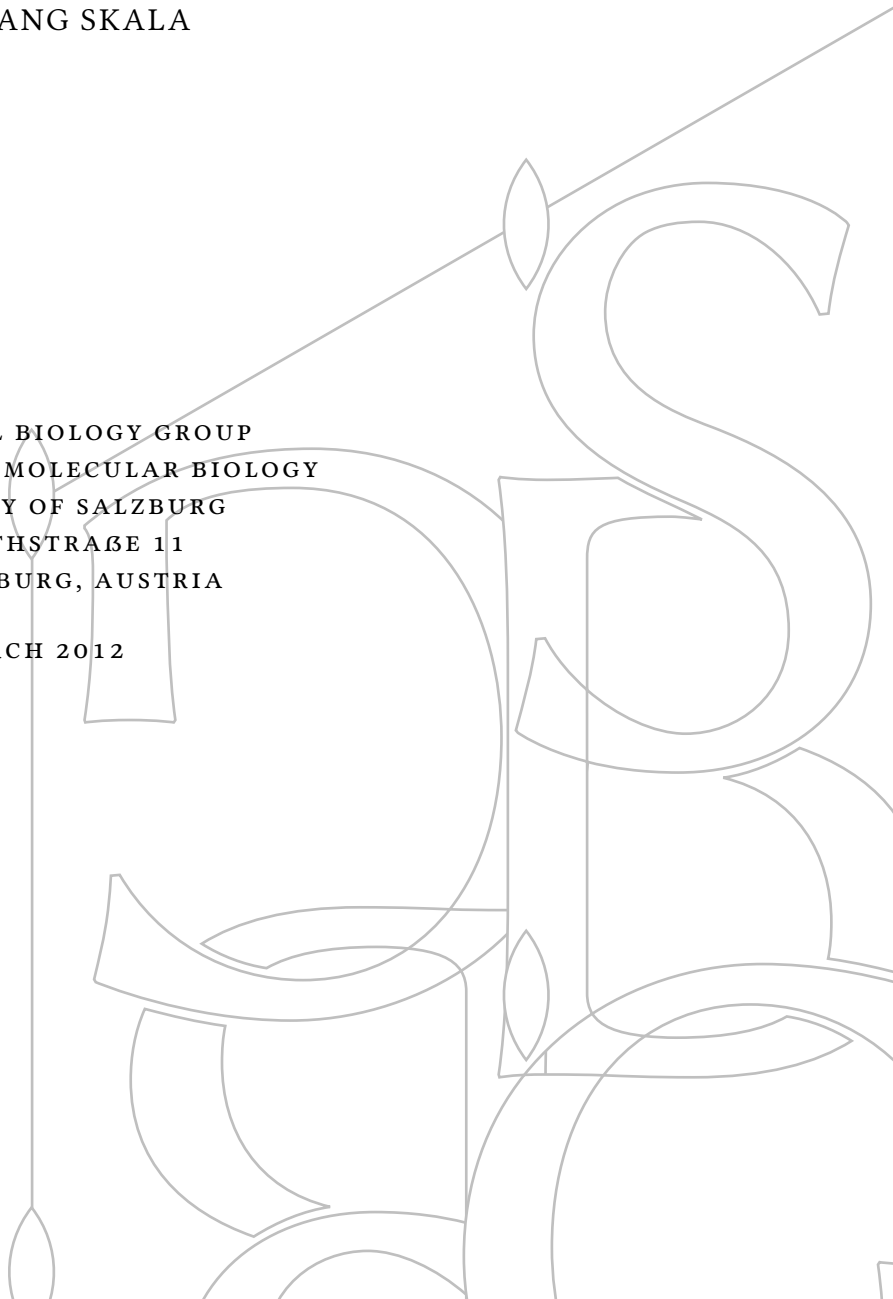 ANG SKALA
L BIOLOGY GROUP
MOLECULAR BIOLOGY
Y OF SALZBURG
THSTRAßE 11
BURG, AUSTRIA
CH 2012